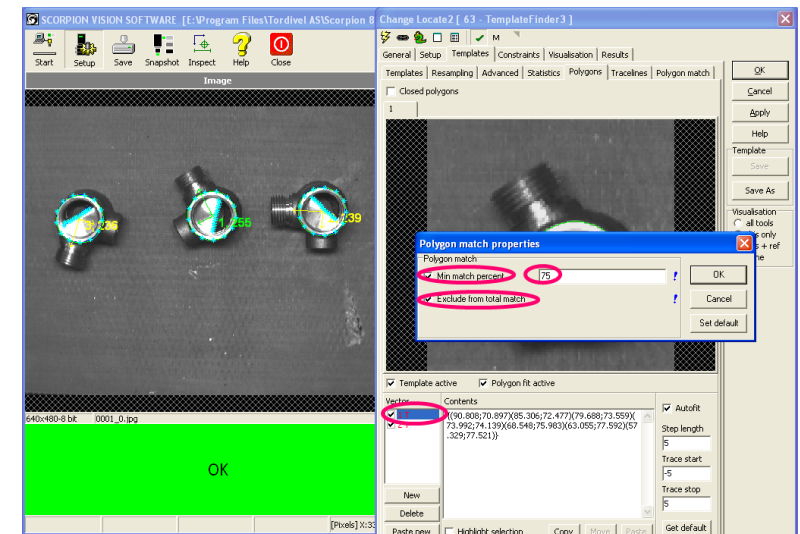 SCORPION VISION SOFTWARE [E:\Program Files\Tordivel AS\Scorpion 8
Start Setup Save Snapshot Inspect Help Close
Image
1,255
640x480-8 bit 0001_0.jpg
OK
[Pixels] X:33
Change Locate2 [ 63 - TemplateFinder3 ]
M
General Setup Templates Constraints Visualisation Results
Templates Resampling Advanced Statistics Polygons Tracelines Polygon match
Closed polygons
1
OK
Cancel
Apply
Help
Template
Save
Save As
Visualisation
all tools
only
+ ref
Polygon match properties
Polygon match
Min match percent 75 !
Exclude from total match !
OK
Cancel
Set default
Template active Polygon fit active
Vector Contents
{(90.808;70.897)(85.306;72.477)(79.688;73.559)(
73.992;74.139)(68.548;75.983)(63.055;77.592)(57
.329;77.521)}
New
Delete
Paste new Highlight selection Copy Move Paste
Autofit
Step length
5
Trace start
-5
Trace stop
5
Get default